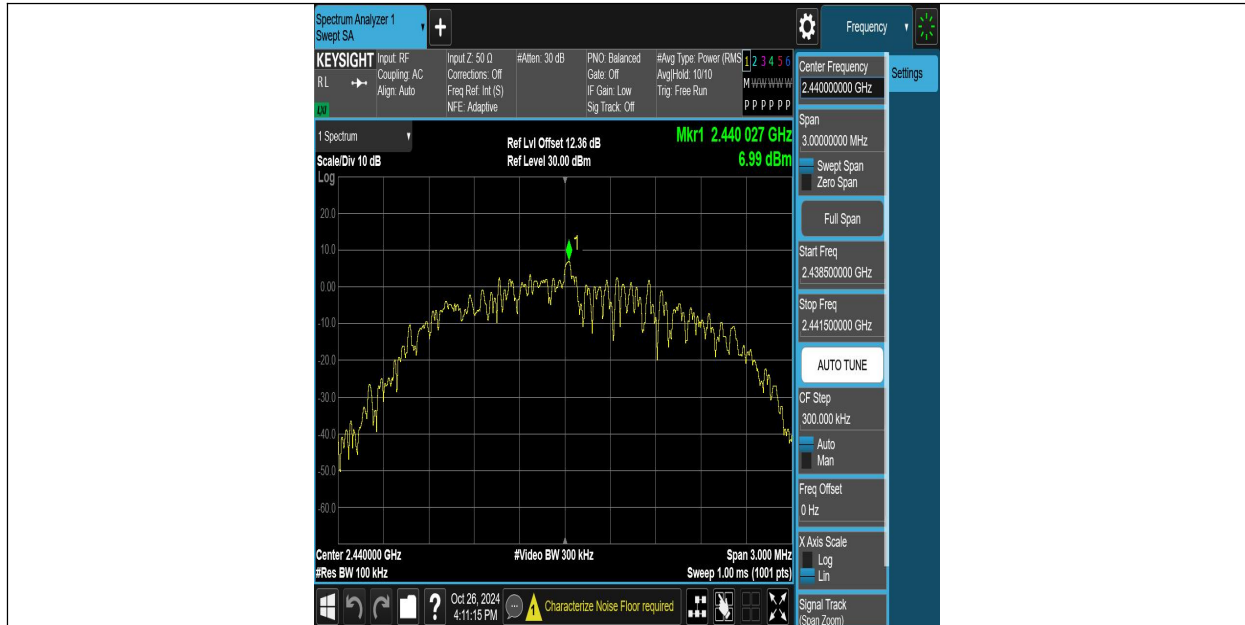 Spectrum Analyzer 1
Swept SA
+
Frequency
KEYSIGHT
RL
LXI
Input: RF
Coupling: AC
Align: Auto
Input Z: 50 Ω
Corrections: Off
Freq Ref: Int (S)
NFE: Adaptive
#Atten: 30 dB
PNO: Balanced
Gate: Off
IF Gain: Low
Sig Track: Off
#Avg Type: Power (RMS
Avg|Hold: 10/10
Trig: Free Run
1 2 3 4 5 6
M W W W W W
P P P P P P
1 Spectrum
Scale/Div 10 dB
Log
Ref Lvl Offset 12.36 dB
Ref Level 30.00 dBm
Mkr1 2.440 027 GHz
6.99 dBm
1
20.0
10.0
0.00
-10.0
-20.0
-30.0
-40.0
-50.0
-60.0
Center 2.440000 GHz
#Video BW 300 kHz
Span 3.000 MHz
#Res BW 100 kHz
Sweep 1.00 ms (1001 pts)
?
Oct 26, 2024
4:11:15 PM
Characterize Noise Floor required
Center Frequency
2.440000000 GHz
Settings
Span
3.00000000 MHz
Swept Span
Zero Span
Full Span
Start Freq
2.438500000 GHz
Stop Freq
2.441500000 GHz
AUTO TUNE
CF Step
300.000 kHz
Auto
Man
Freq Offset
0 Hz
X Axis Scale
Log
Lin
Signal Track
(Span Zoom)